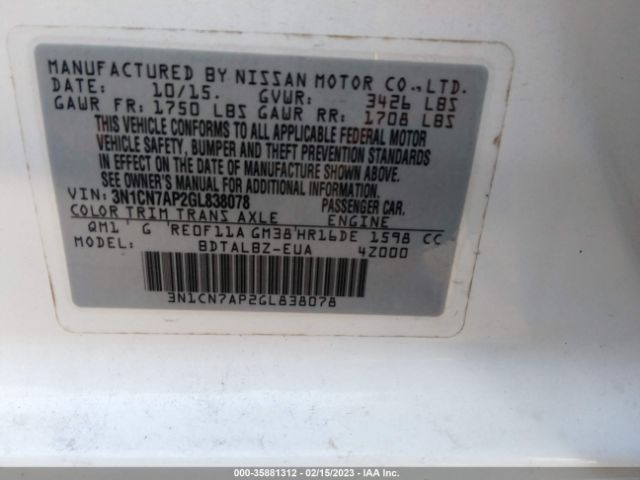 MANUFACTURED BY NISSAN MOTOR CO.,LTD.
DATE: 10/15. GVWR: 3426 LBS
GAWR FR: 1750 LBS GAWR RR: 1708 LBS
THIS VEHICLE CONFORMS TO ALL APPLICABLE FEDERAL MOTOR
VEHICLE SAFETY, BUMPER AND THEFT PREVENTION STANDARDS
IN EFFECT ON THE DATE OF MANUFACTURE SHOWN ABOVE.
SEE OWNER'S MANUAL FOR ADDITIONAL INFORMATION.
VIN: 3N1CN7AP2GL838078 PASSENGER CAR.
COLOR TRIM TRANS AXLE ENGINE
QM1 G RE0F11A GM38 HR16DE 1598 CC
MODEL: BDTALBZ-EUA 4Z000
3N1CN7AP2GL838078
000-35881312 - 02/15/2023 - IAA Inc.